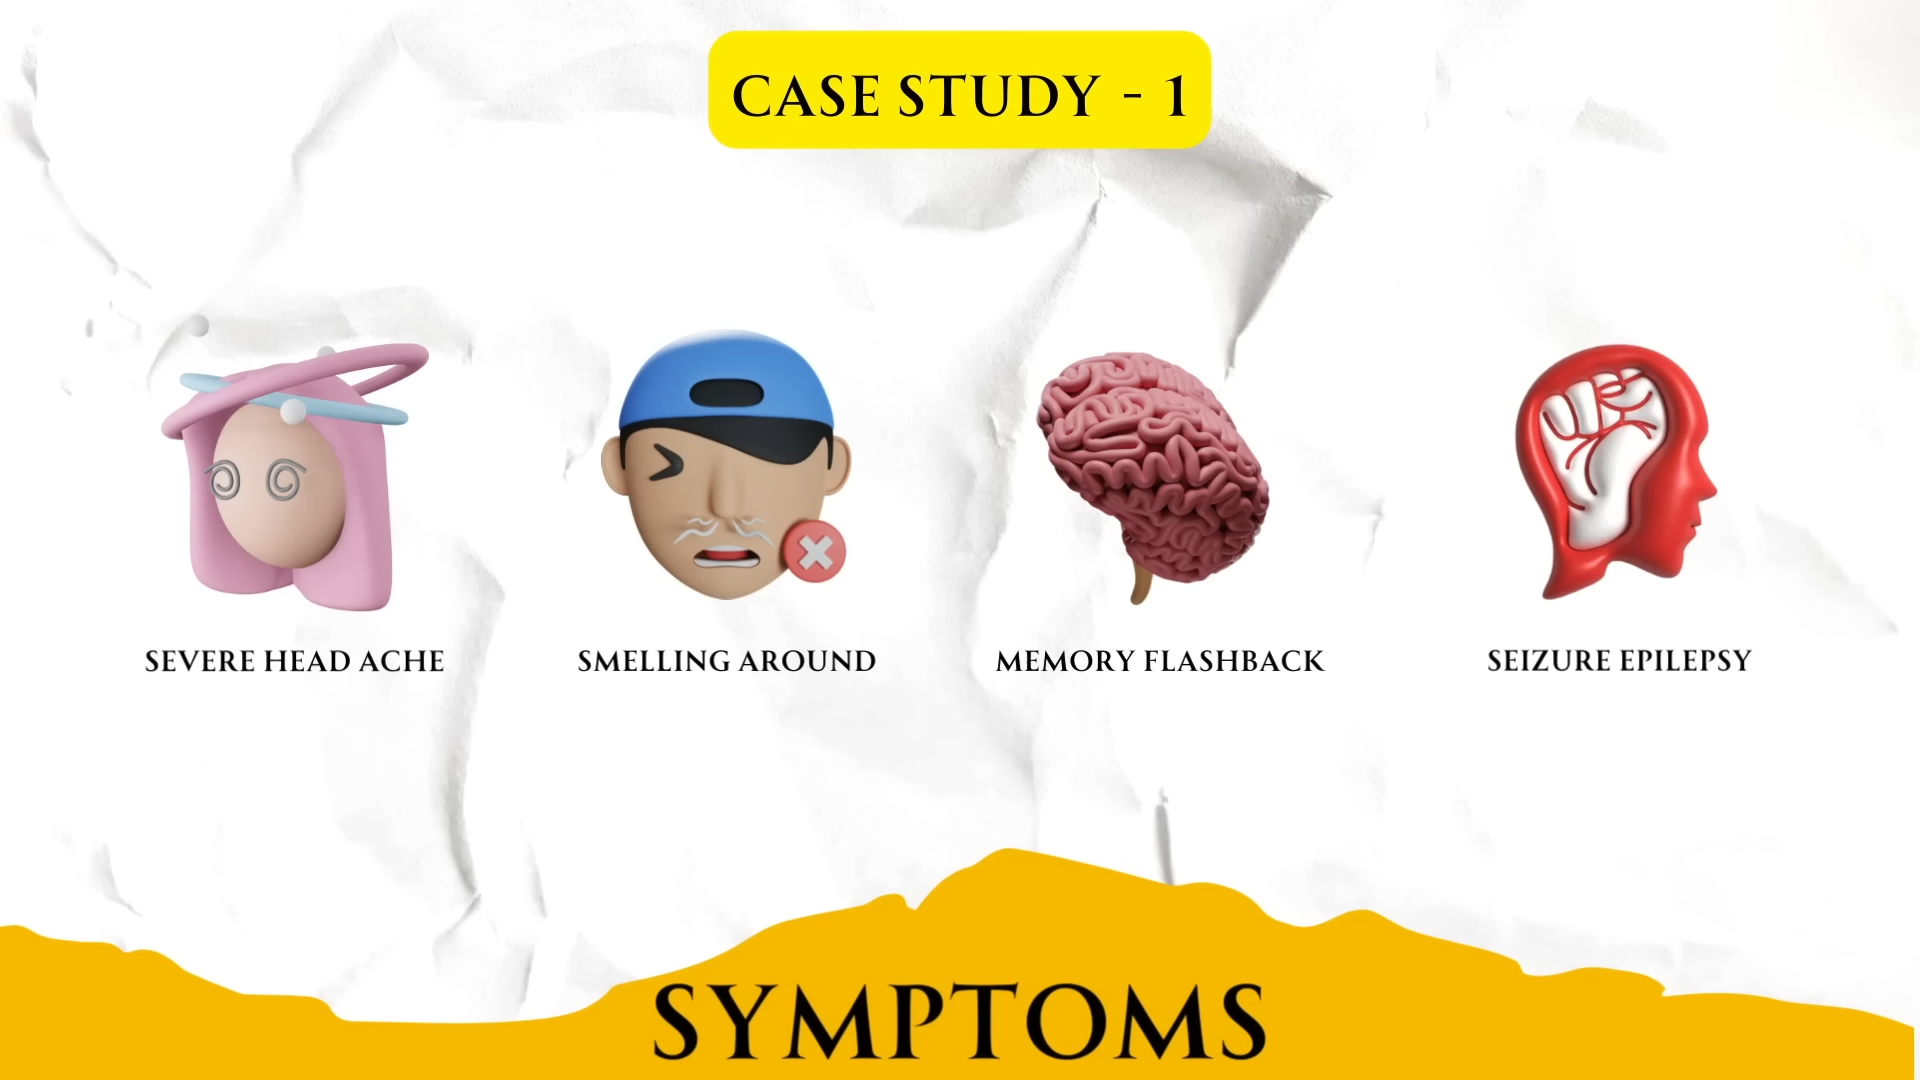 CASE STUDY - 1
SEVERE HEAD ACHE
SMELLING AROUND
MEMORY FLASHBACK
SEIZURE EPILEPSY
SYMPTOMS